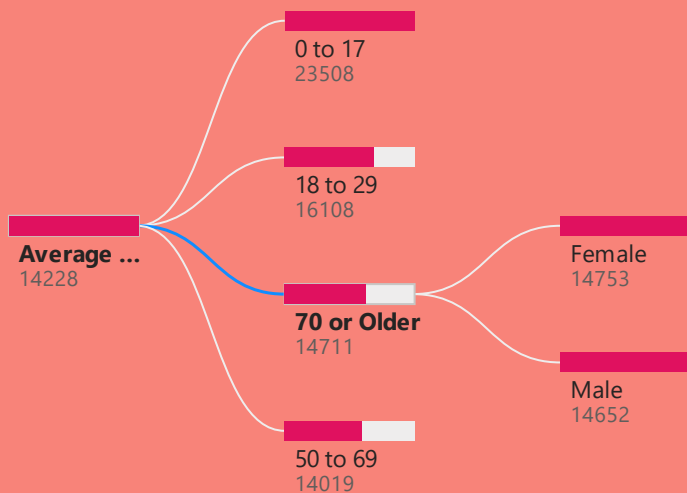 0 to 17
23508
18 to 29
16108
Average ...
14228
Female
14753
70 or Older
14711
Male
14652
50 to 69
14019